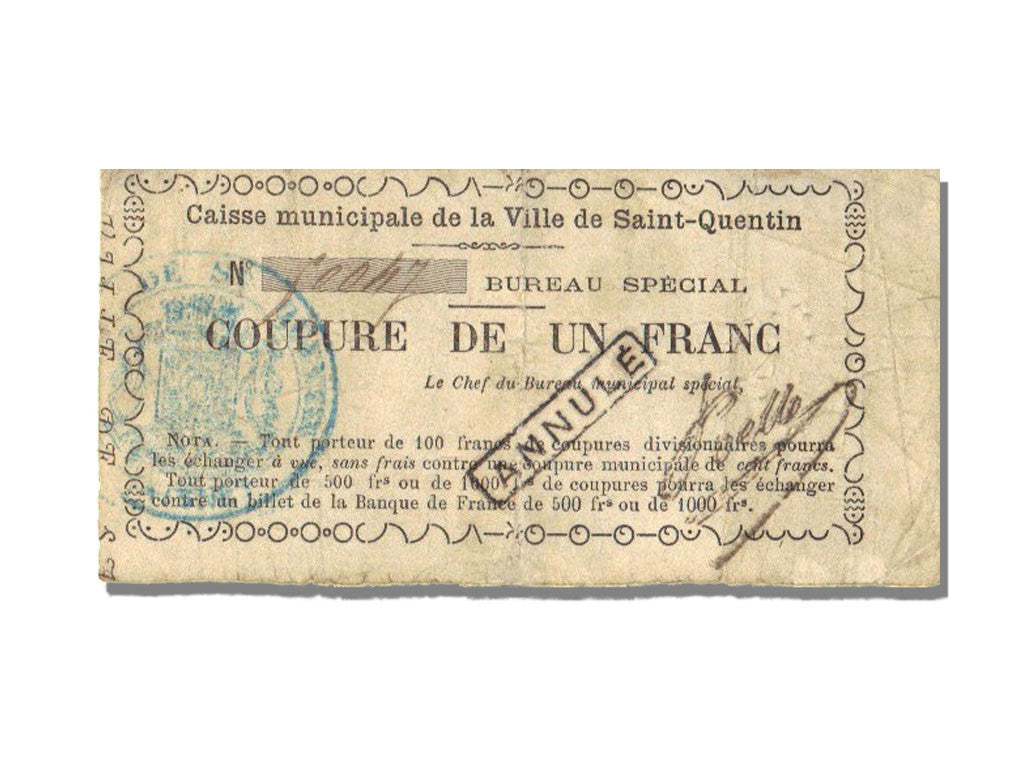 Caisse municipale de la Ville de Saint-Quentin
N° BUREAU SPÉCIAL
COUPURE DE UN FRANC
Le Chef du Bureau municipal spécial,
ANNULÉ
NOTA. — Tout porteur de 100 francs de coupures divisionnaires pourra
les échanger à vue, sans frais contre une coupure municipale de cent francs.
Tout porteur de 500 frs ou de 1000 frs de coupures pourra les échanger
contre un billet de la Banque de France de 500 frs ou de 1000 frs.